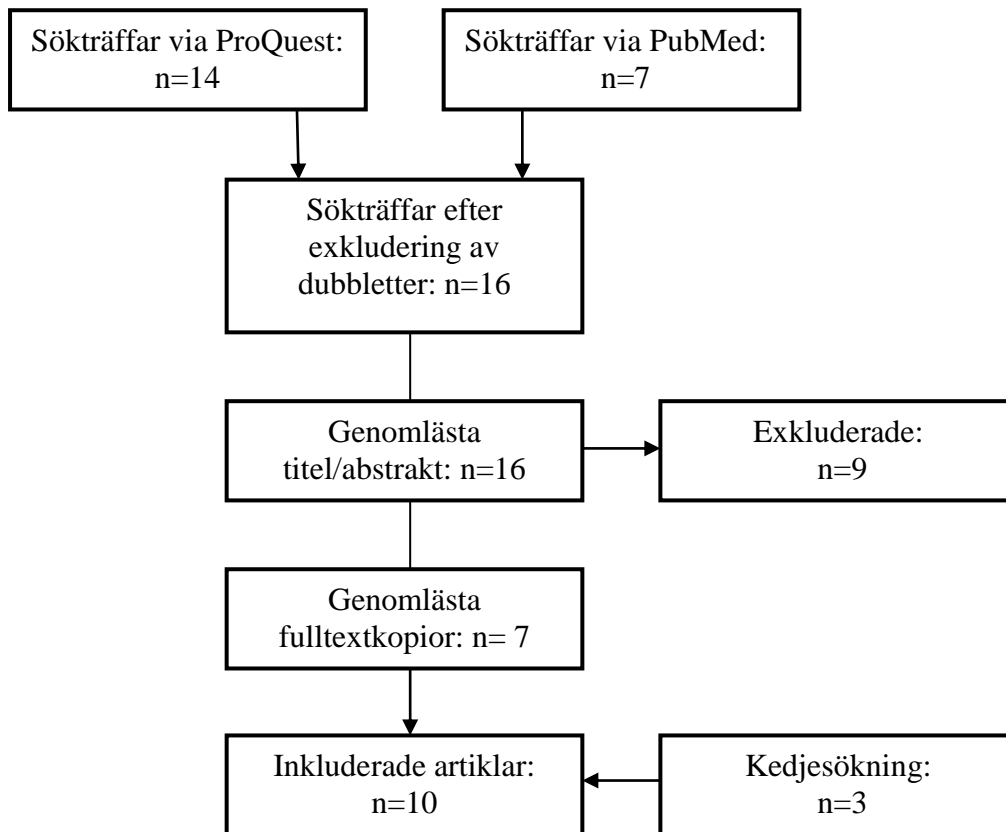 Sökträffar via ProQuest:
n=14
Sökträffar via PubMed:
n=7
Sökträffar efter
exkludering av
dubbletter: n=16
Genomlästa
titel/abstrakt: n=16
Exkluderade:
n=9
Genomlästa
fulltextkopior: n= 7
Inkluderade artiklar:
n=10
Kedjesökning:
n=3